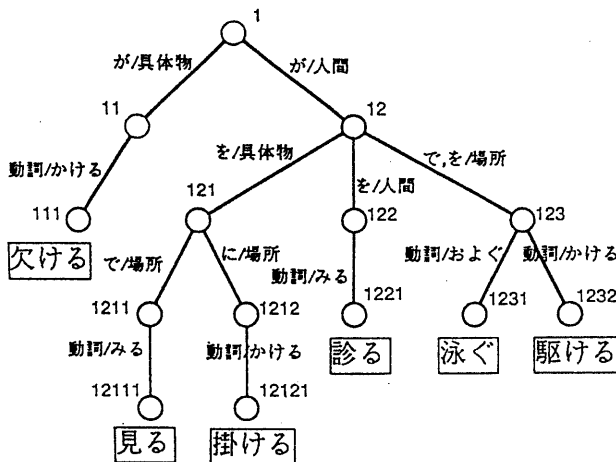 1
が/具体物
が/人間
11
12
を/具体物
で,を/場所
動詞/かける
を/人間
121
111
122
123
欠ける
で/場所
に/場所
動詞/みる
動詞/およぐ
動詞/かける
1211
1212
1221
1231
1232
動詞/みる
動詞/かける
診る
泳ぐ
駆ける
12111
12121
見る
掛ける